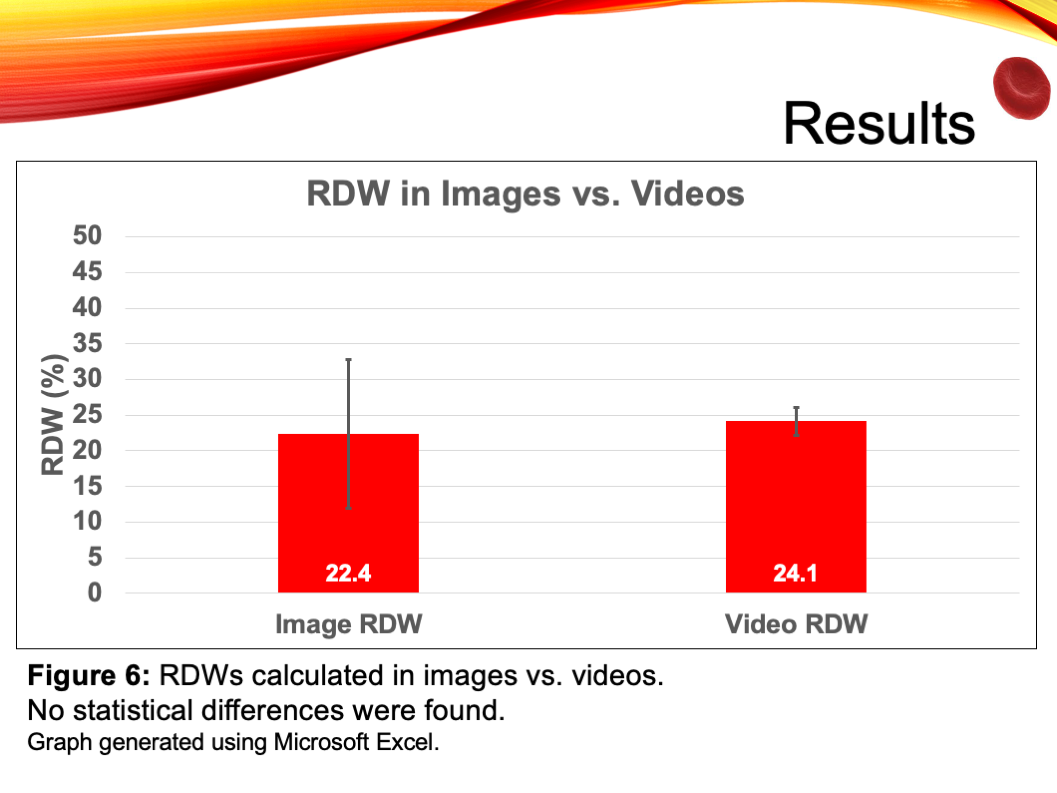 Results
RDW in Images vs. Videos
50
45
40
35
30
25
20
15
10
5
0
RDW (%)
22.4
24.1
Image RDW
Video RDW
Figure 6: RDWs calculated in images vs. videos.
No statistical differences were found.
Graph generated using Microsoft Excel.